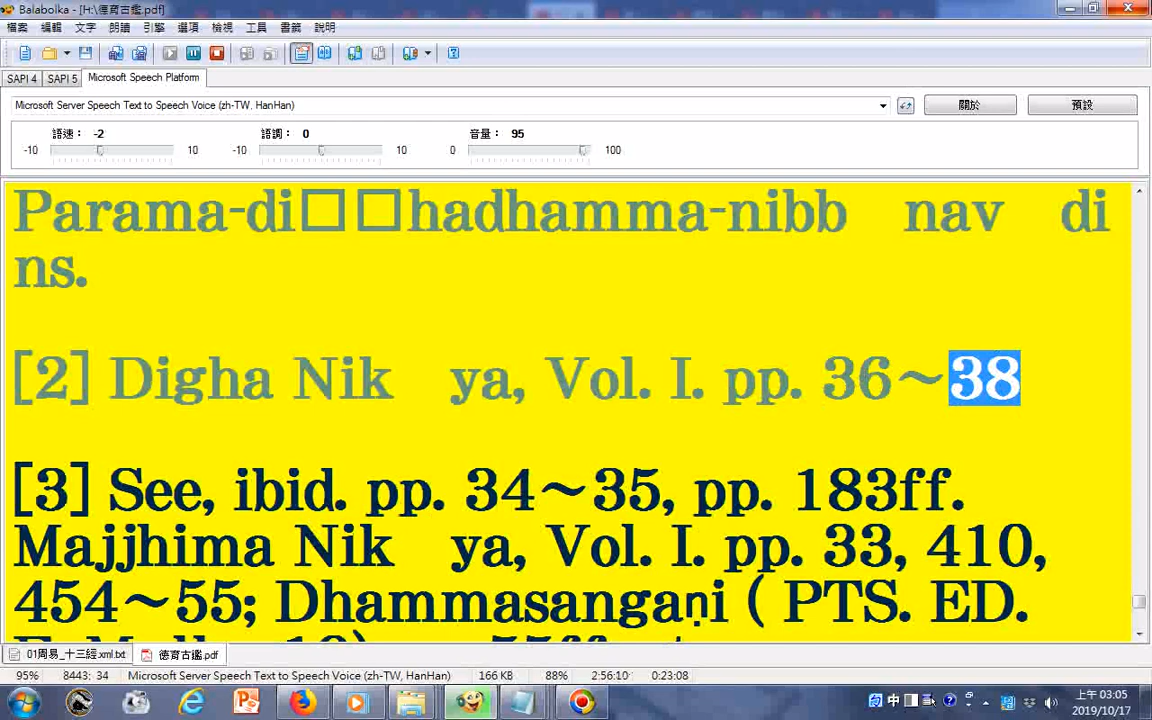 Balabolka - [H:\德育古鑑.pdf]
檔案 編輯 文字 朗讀 引擎 選項 檢視 工具 書籤 說明
SAPI 4 SAPI 5 Microsoft Speech Platform
Microsoft Server Speech Text to Speech Voice (zh-TW, HanHan) 關於 預設
語速： -2 語調： 0 音量： 95
-10 10 -10 10 0 100
Parama-di□□hadhamma-nibb nav di
ns.
[2] Digha Nik ya, Vol. I. pp. 36～38
[3] See, ibid. pp. 34～35, pp. 183ff.
Majjhima Nik ya, Vol. I. pp. 33, 410,
454～55; Dhammasangaṇi ( PTS. ED.
01周易_十三經.xml.txt 德育古鑑.pdf
95% 8443: 34 Microsoft Server Speech Text to Speech Voice (zh-TW, HanHan) 166 KB 88% 2:56:10 0:23:08
中 上午 03:05
2019/10/17